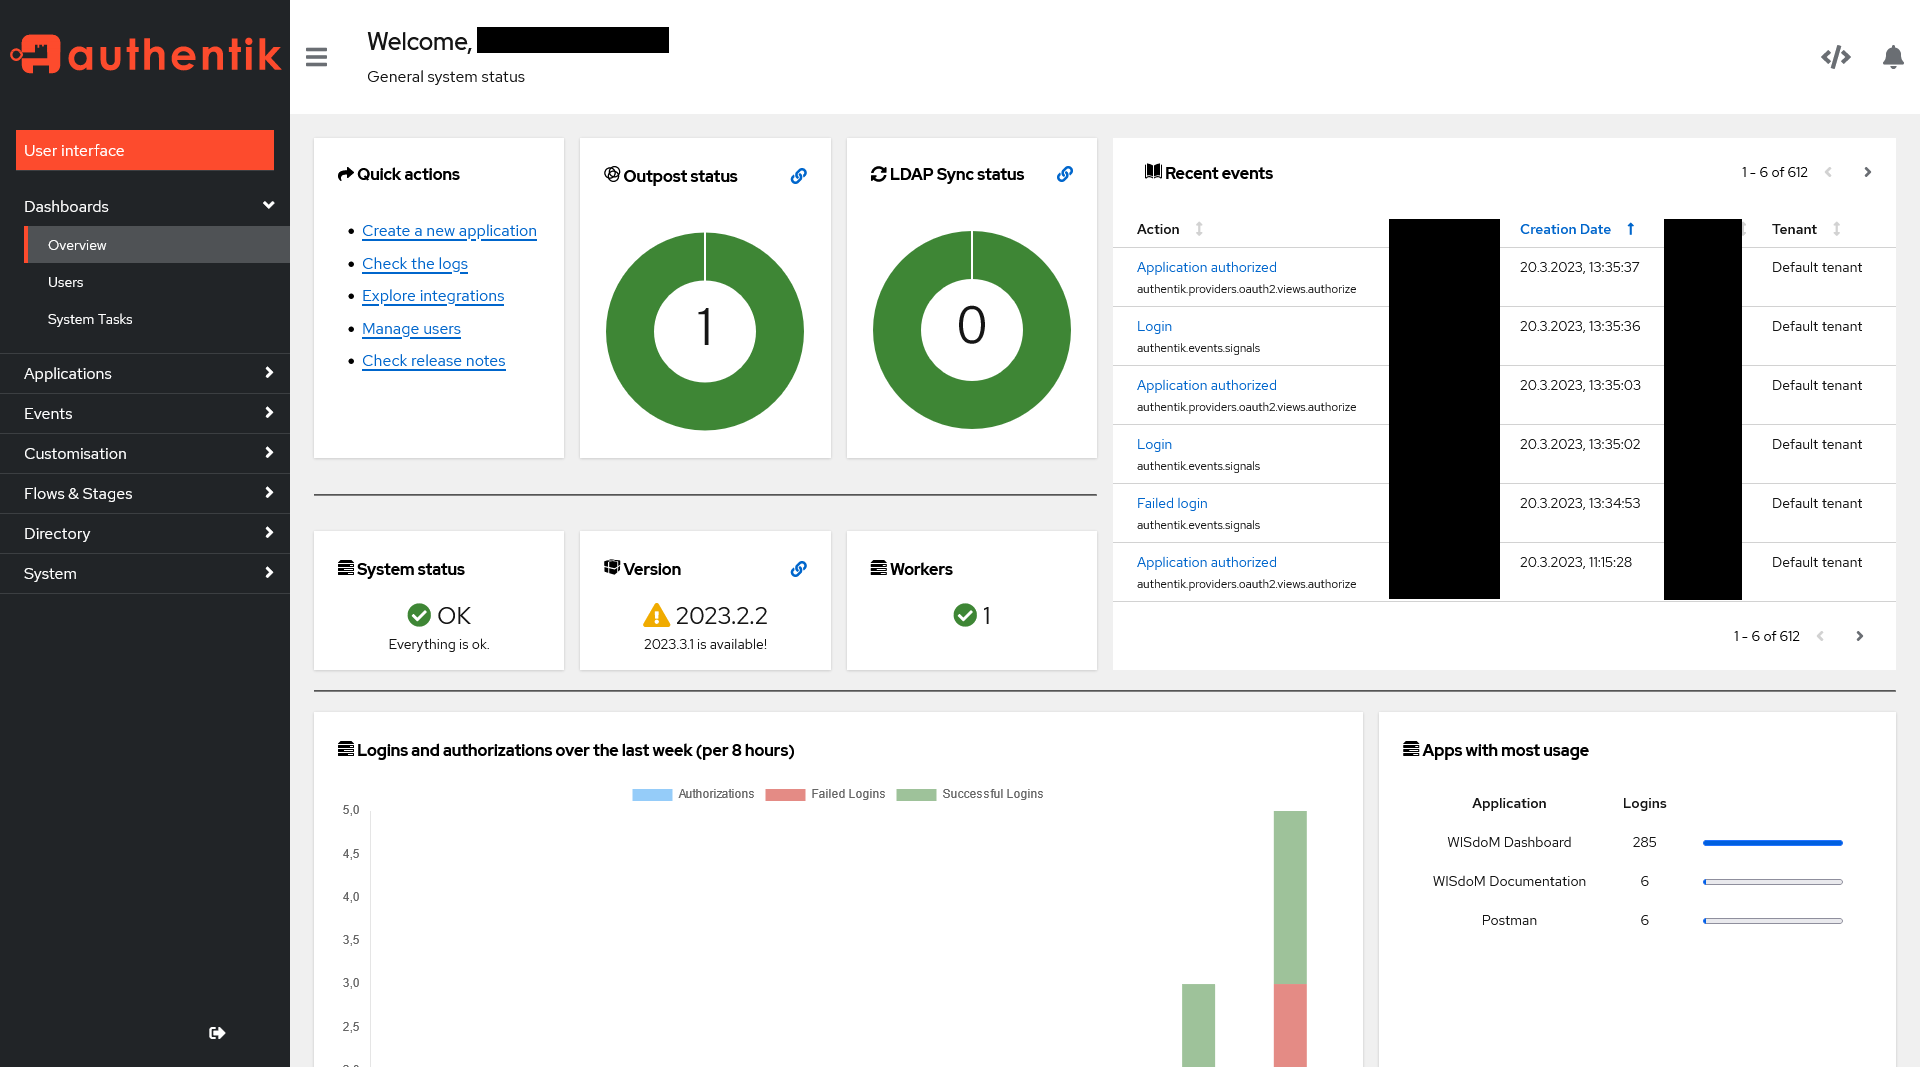 authentik
User interface
Dashboards
Overview
Users
System Tasks
Applications
Events
Customisation
Flows & Stages
Directory
System
Welcome,
General system status
Quick actions
Create a new application
Check the logs
Explore integrations
Manage users
Check release notes
Outpost status
1
LDAP Sync status
0
System status
OK
Everything is ok.
Version
2023.2.2
2023.3.1 is available!
Workers
1
Recent events
1 - 6 of 612
Action Creation Date Tenant
Application authorized 20.3.2023, 13:35:37 Default tenant
authentik.providers.oauth2.views.authorize
Login 20.3.2023, 13:35:36 Default tenant
authentik.events.signals
Application authorized 20.3.2023, 13:35:03 Default tenant
authentik.providers.oauth2.views.authorize
Login 20.3.2023, 13:35:02 Default tenant
authentik.events.signals
Failed login 20.3.2023, 13:34:53 Default tenant
authentik.events.signals
Application authorized 20.3.2023, 11:15:28 Default tenant
authentik.providers.oauth2.views.authorize
1 - 6 of 612
Logins and authorizations over the last week (per 8 hours)
Authorizations Failed Logins Successful Logins
5,0
4,5
4,0
3,5
3,0
2,5
Apps with most usage
Application Logins
WISdoM Dashboard 285
WISdoM Documentation 6
Postman 6